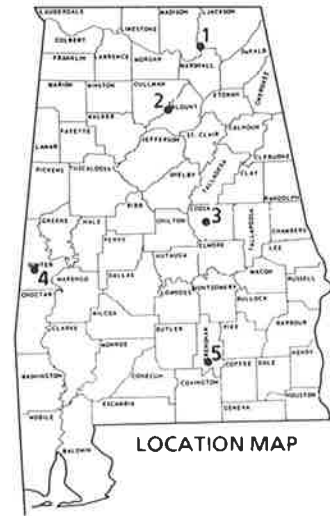 LAUDERDALE
LIMESTONE
MADISON
JACKSON
COLBERT
1
FRANKLIN
LAWRENCE
MORGAN
MARSHALL
DeKALB
CHEROKEE
MARION
WINSTON
CULLMAN
2
BLOUNT
ETOWAH
WALKER
FAYETTE
LAMAR
JEFFERSON
ST. CLAIR
CALHOUN
CLEBURNE
PICKENS
TUSCALOOSA
SHELBY
TALLADEGA
CLAY
RANDOLPH
BIBB
COOSA
GREENE
HALE
CHILTON
3
TALLAPOOSA
CHAMBERS
PERRY
ELMORE
LEE
SUMTER
4
MARENGO
DALLAS
AUTAUGA
MACON
RUSSELL
CHOCTAW
LOWNDES
MONTGOMERY
BULLOCK
WILCOX
CLARKE
BUTLER
PIKE
BARBOUR
MONROE
CRENSHAW
5
COFFEE
DALE
HENRY
WASHINGTON
CONECUH
COVINGTON
HOUSTON
ESCAMBIA
GENEVA
MOBILE
BALDWIN
LOCATION MAP